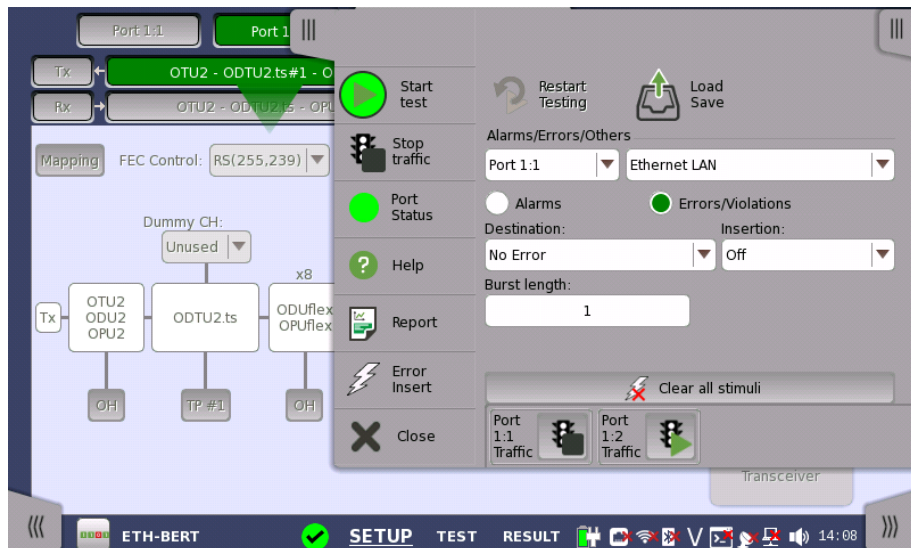 Port 1:1
Port 1
Tx
OTU2 - ODTU2.ts#1 - O
Rx
OTU2 - ODTU2.ts - OPU
Mapping
FEC Control:
RS(255,239)
Dummy CH:
Unused
x8
Tx
OTU2
ODU2
OPU2
ODTU2.ts
ODUflex
OPUflex
OH
TP #1
OH
Start
test
Stop
traffic
Port
Status
Help
Report
Error
Insert
Close
Restart
Testing
Load
Save
Alarms/Errors/Others
Port 1:1
Ethernet LAN
Alarms
Errors/Violations
Destination:
Insertion:
No Error
Off
Burst length:
1
Clear all stimuli
Port
1:1
Traffic
Port
1:2
Traffic
Transceiver
ETH-BERT
SETUP
TEST
RESULT
14:08